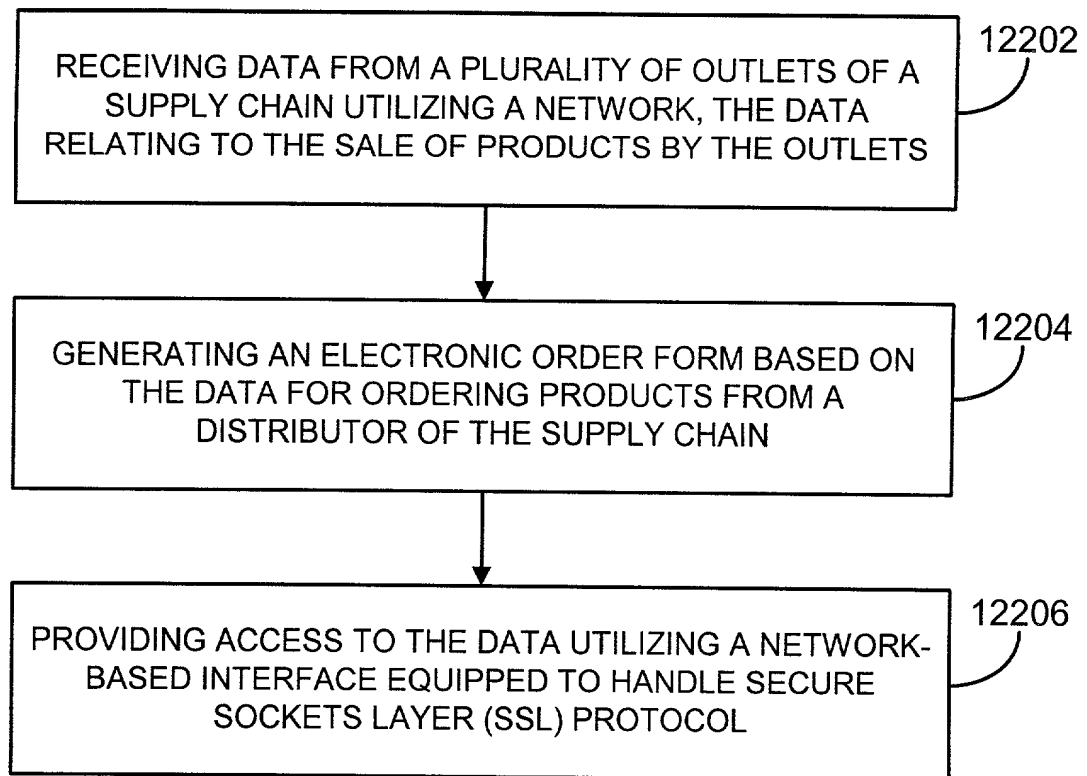 12202
RECEIVING DATA FROM A PLURALITY OF OUTLETS OF A
SUPPLY CHAIN UTILIZING A NETWORK, THE DATA
RELATING TO THE SALE OF PRODUCTS BY THE OUTLETS
12204
GENERATING AN ELECTRONIC ORDER FORM BASED ON
THE DATA FOR ORDERING PRODUCTS FROM A
DISTRIBUTOR OF THE SUPPLY CHAIN
12206
PROVIDING ACCESS TO THE DATA UTILIZING A NETWORK-
BASED INTERFACE EQUIPPED TO HANDLE SECURE
SOCKETS LAYER (SSL) PROTOCOL